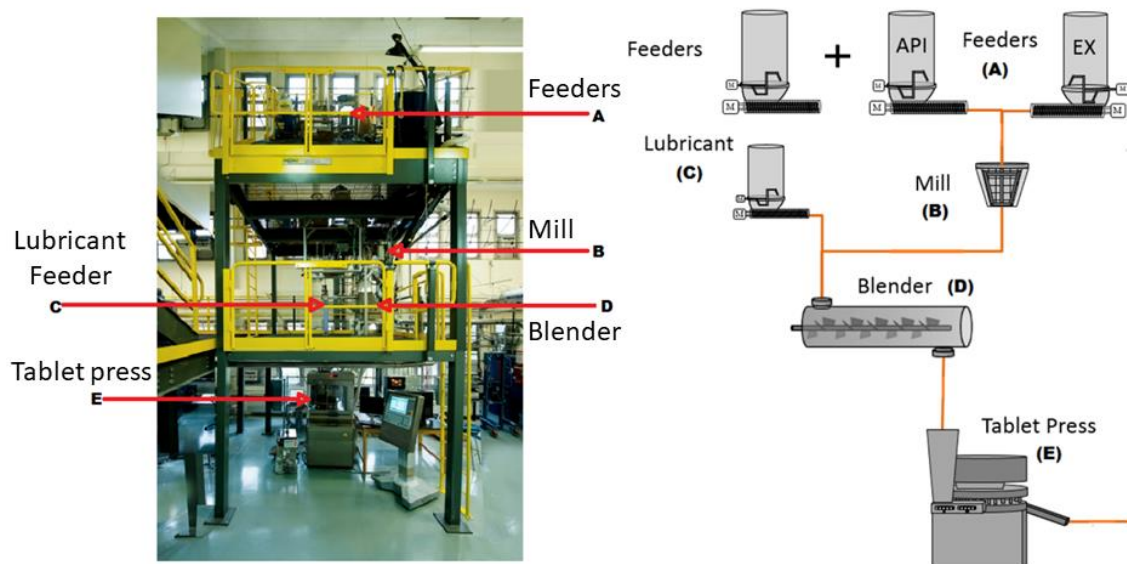 Feeders
A
Mill
B
Lubricant
Feeder
C
D
Blender
Tablet press
E
Feeders
+
API
Feeders
(A)
EX
M
M
M
M
M
M
Lubricant
(C)
M
M
Mill
(B)
Blender (D)
Tablet Press
(E)